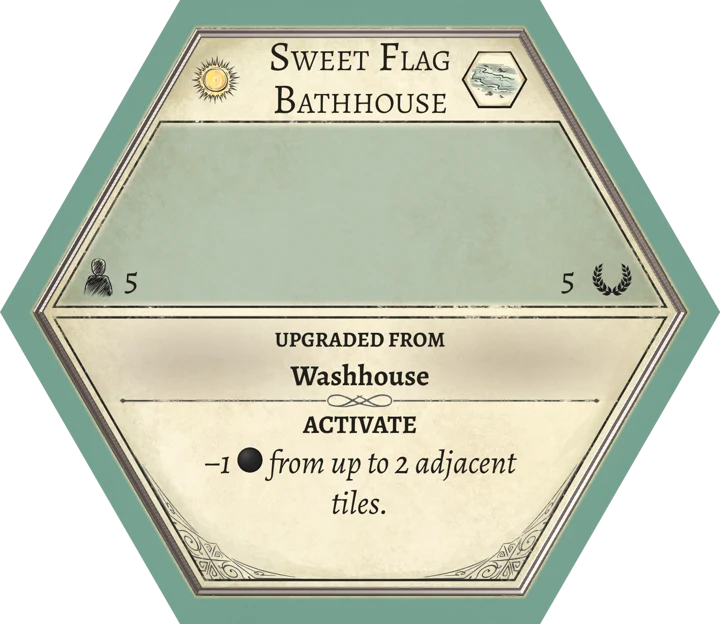 Sweet Flag
Bathhouse
5 5
UPGRADED FROM
Washhouse
ACTIVATE
–1 from up to 2 adjacent
tiles.